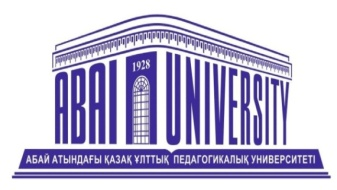 1928
ABAI UNIVERSITY
АБАЙ АТЫНДАҒЫ ҚАЗАҚ ҰЛТТЫҚ ПЕДАГОГИКАЛЫҚ УНИВЕРСИТЕТІ